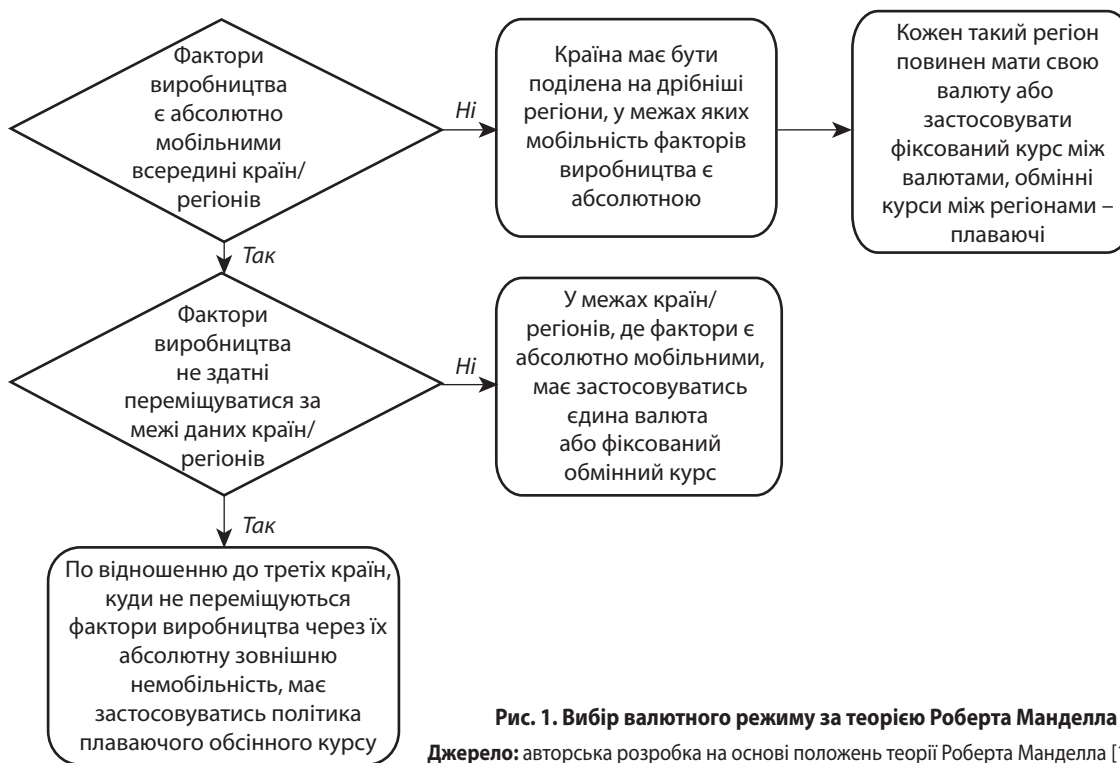 Фактори
виробництва
є абсолютно
мобільними
всередині країн/
регіонів
Ні
Країна має бути
поділена на дрібніші
регіони, у межах яких
мобільність факторів
виробництва є
абсолютною
Кожен такий регіон
повинен мати свою
валюту або
застосовувати
фіксований курс між
валютами, обмінні
курси між регіонами –
плаваючі
Так
Фактори
виробництва
не здатні
переміщуватися за
межі даних країн/
регіонів
Ні
У межах країн/
регіонів, де фактори є
абсолютно мобільними,
має застосовуватись
єдина валюта
або фіксований
обмінний курс
Так
По відношенню до третіх країн,
куди не переміщуються
фактори виробництва через їх
абсолютну зовнішню
немобільність, має
застосовуватись політика
плаваючого обсінного курсу
Рис. 1. Вибір валютного режиму за теорією Роберта Манделла
Джерело: авторська розробка на основі положень теорії Роберта Манделла [